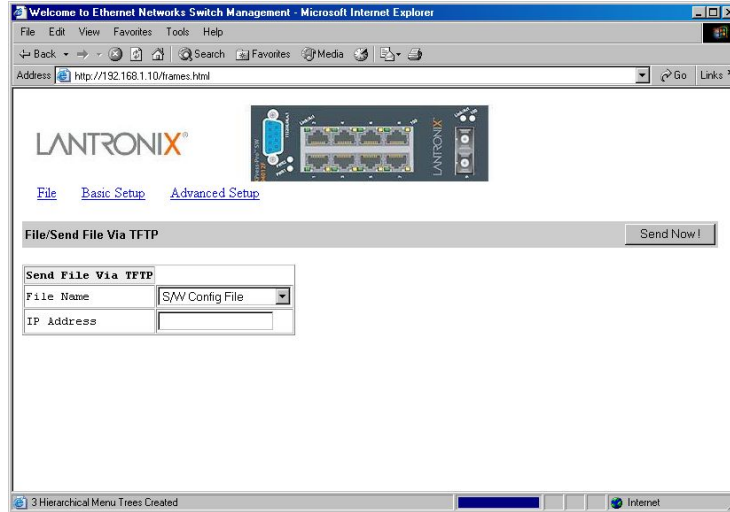 Welcome to Ethernet Networks Switch Management - Microsoft Internet Explorer
File Edit View Favorites Tools Help
Back Search Favorites Media
Address http://192.168.1.10/frames.html Go Links
LANTRONIX®
LANTRONIX
File Basic Setup Advanced Setup
File/Send File Via TFTP Send Now!
Send File Via TFTP
File Name S/W Config File
IP Address
3 Hierarchical Menu Trees Created Internet